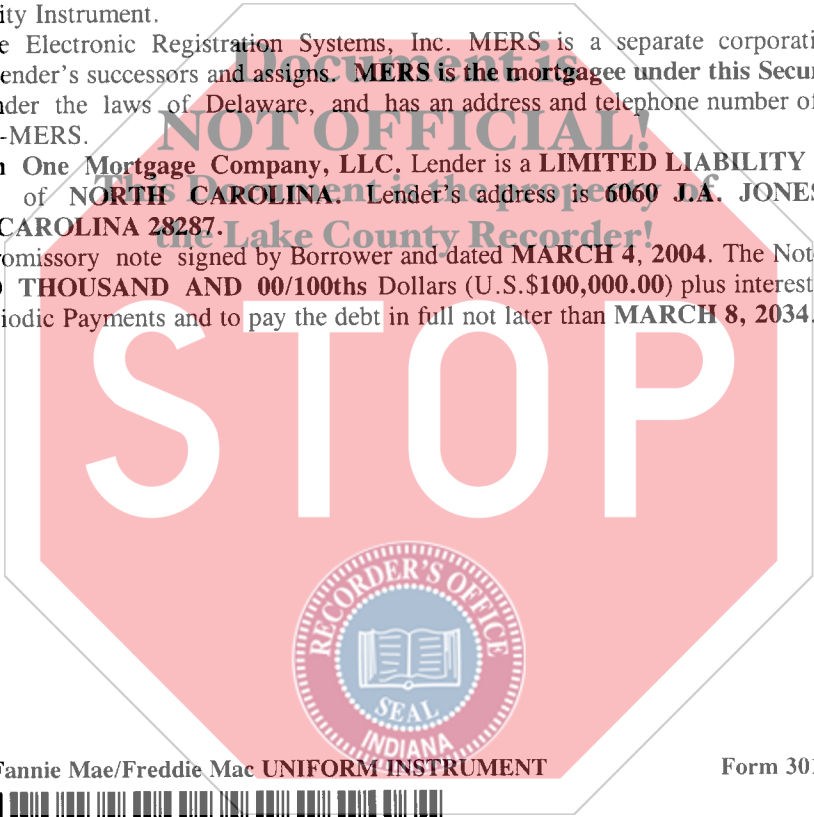 ity Instrument.
e Electronic Registration Systems, Inc. MERS is a separate corporati
ender's successors and assigns. MERS is the mortgagee under this Secur
nder the laws of Delaware, and has an address and telephone number of
-MERS.
n One Mortgage Company, LLC. Lender is a LIMITED LIABILITY
of NORTH CAROLINA. Lender's address is 6060 J.A. JONES
CAROLINA 28287.
romissory note signed by Borrower and dated MARCH 4, 2004. The Not
THOUSAND AND 00/100ths Dollars (U.S.$100,000.00) plus interest
iodic Payments and to pay the debt in full not later than MARCH 8, 2034.
Document is
NOT OFFICIAL!
This Document is the property of
the Lake County Recorder!
STOP
RECORDER'S OFFICE
SEAL
INDIANA
Fannie Mae/Freddie Mac UNIFORM INSTRUMENT Form 301